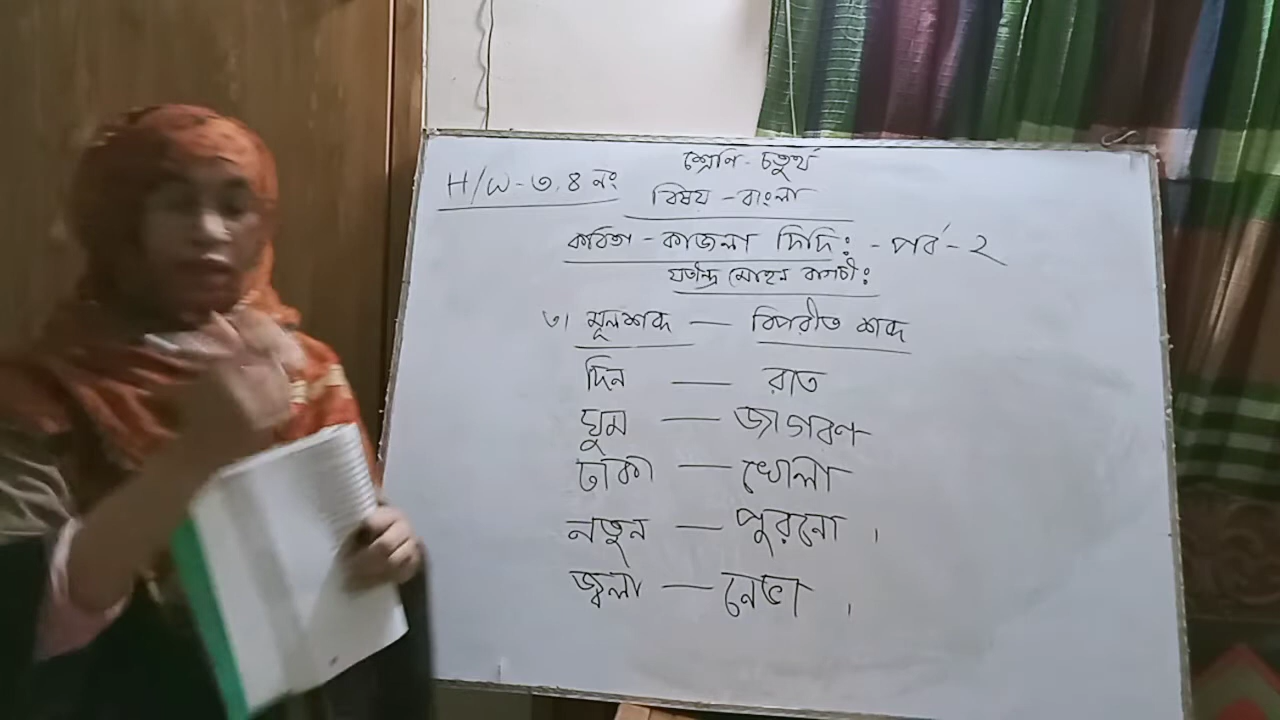 শ্রেণি - চতুর্থ
H/W - ৩, ৪ নং
বিষয় - বাংলা
কবিতা - কাজলা দিদিঃ - পর্ব - ২
যতীন্দ্র মোহন বাগচীঃ
৩। মূলশব্দ — বিপরীত শব্দ
দিন — রাত
ঘুম — জাগরণ
ঢাকা — খোলা
নতুন — পুরনো ।
জ্বলা — নেভা ।